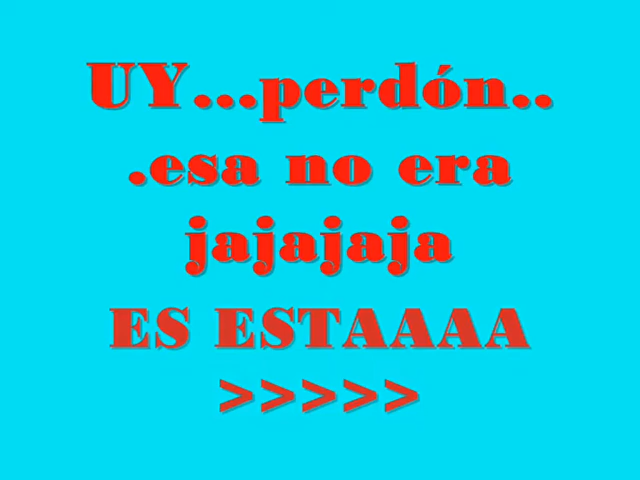 UY...perdón..
.esa no era
jajajaja
ES ESTAAAA
>>>>>